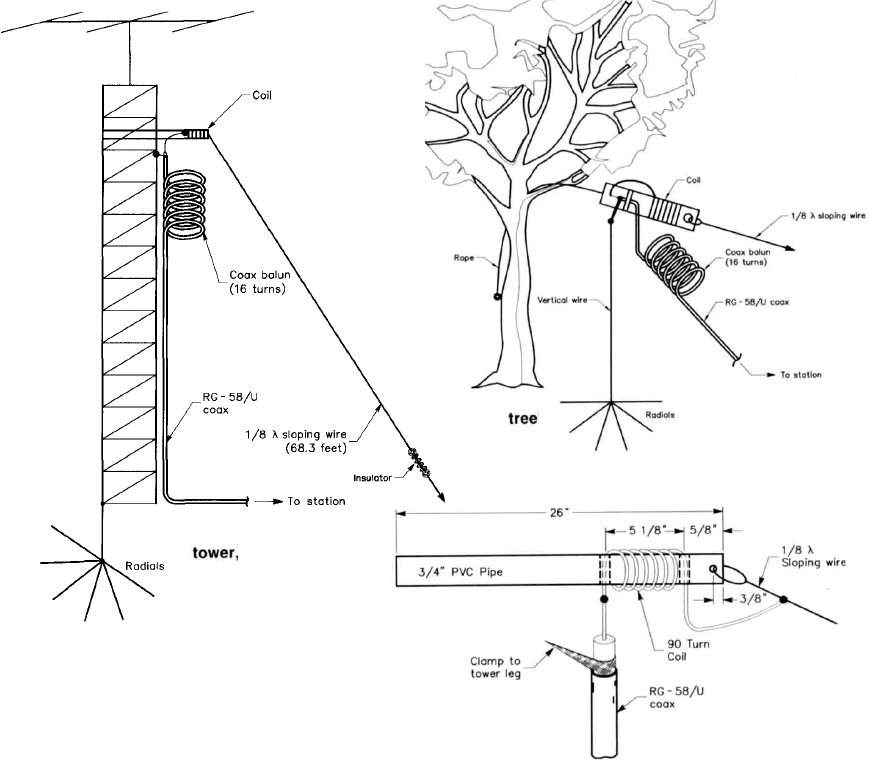 Coil
Coax balun
(16 turns)
RG-58/U
coax
1/8 λ sloping wire
(68.3 feet)
Insulator
To station
Radials
tower,
Coil
1/8 λ sloping wire
Rope
Coax balun
(16 turns)
Vertical wire
RG-58/U coax
To station
Radials
tree
26"
5 1/8"
5/8"
3/4" PVC Pipe
1/8 λ
Sloping wire
3/8"
90 Turn
Coil
Clamp to
tower leg
RG-58/U
coax